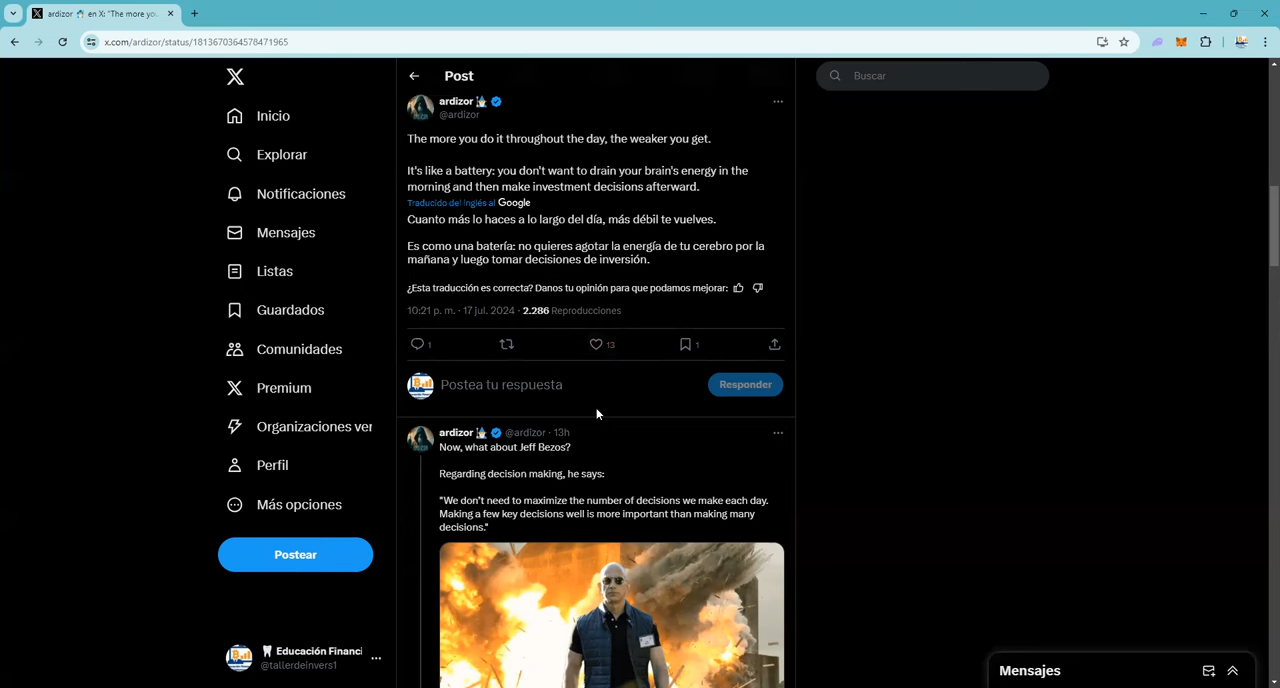 ardizor en X: "The more you
x.com/ardizor/status/1813670364578471965
Inicio
Explorar
Notificaciones
Mensajes
Listas
Guardados
Comunidades
Premium
Organizaciones ver
Perfil
Más opciones
Postear
Educación Financi
@tallerdeinvers1
Post
ardizor
@ardizor
The more you do it throughout the day, the weaker you get.
It's like a battery: you don't want to drain your brain's energy in the
morning and then make investment decisions afterward.
Traducido del inglés al Google
Cuanto más lo haces a lo largo del día, más débil te vuelves.
Es como una batería: no quieres agotar la energía de tu cerebro por la
mañana y luego tomar decisiones de inversión.
¿Esta traducción es correcta? Danos tu opinión para que podamos mejorar:
10:21 p. m. · 17 jul. 2024 · 2.286 Reproducciones
1 13 1
Postea tu respuesta Responder
ardizor @ardizor · 13h
Now, what about Jeff Bezos?
Regarding decision making, he says:
"We don't need to maximize the number of decisions we make each day.
Making a few key decisions well is more important than making many
decisions."
Buscar
Mensajes